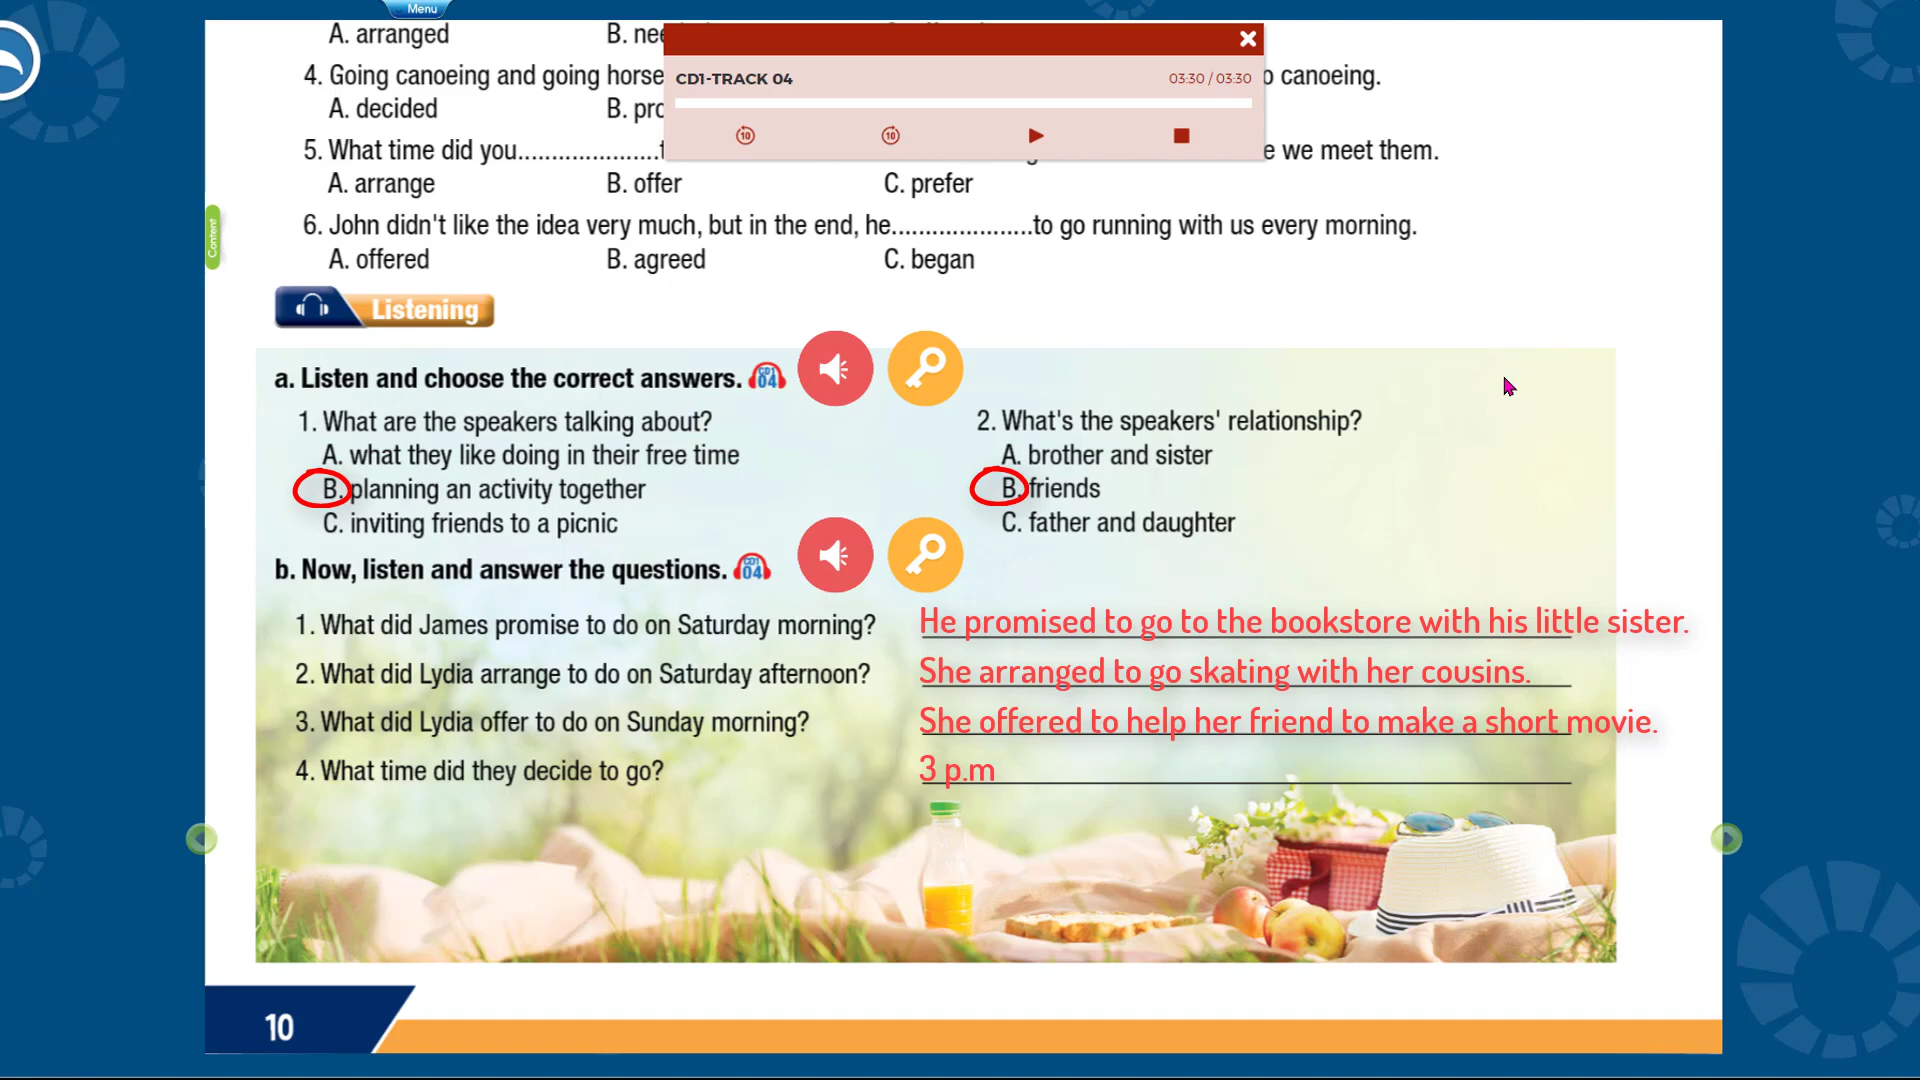 Menu
A. arranged B.
CD1-TRACK 04 03:30 / 03:30
4. Going canoeing and going canoeing.
A. decided B.
10 10
5. What time did you.................... we meet them.
A. arrange B. offer C. prefer
Content
6. John didn't like the idea very much, but in the end, he.....................to go running with us every morning.
A. offered B. agreed C. began
Listening
a. Listen and choose the correct answers. CD1 04
1. What are the speakers talking about?
A. what they like doing in their free time
B. planning an activity together
C. inviting friends to a picnic
2. What's the speakers' relationship?
A. brother and sister
B. friends
C. father and daughter
b. Now, listen and answer the questions. CD1 04
1. What did James promise to do on Saturday morning? He promised to go to the bookstore with his little sister.
2. What did Lydia arrange to do on Saturday afternoon? She arranged to go skating with her cousins.
3. What did Lydia offer to do on Sunday morning? She offered to help her friend to make a short movie.
4. What time did they decide to go? 3 p.m
10